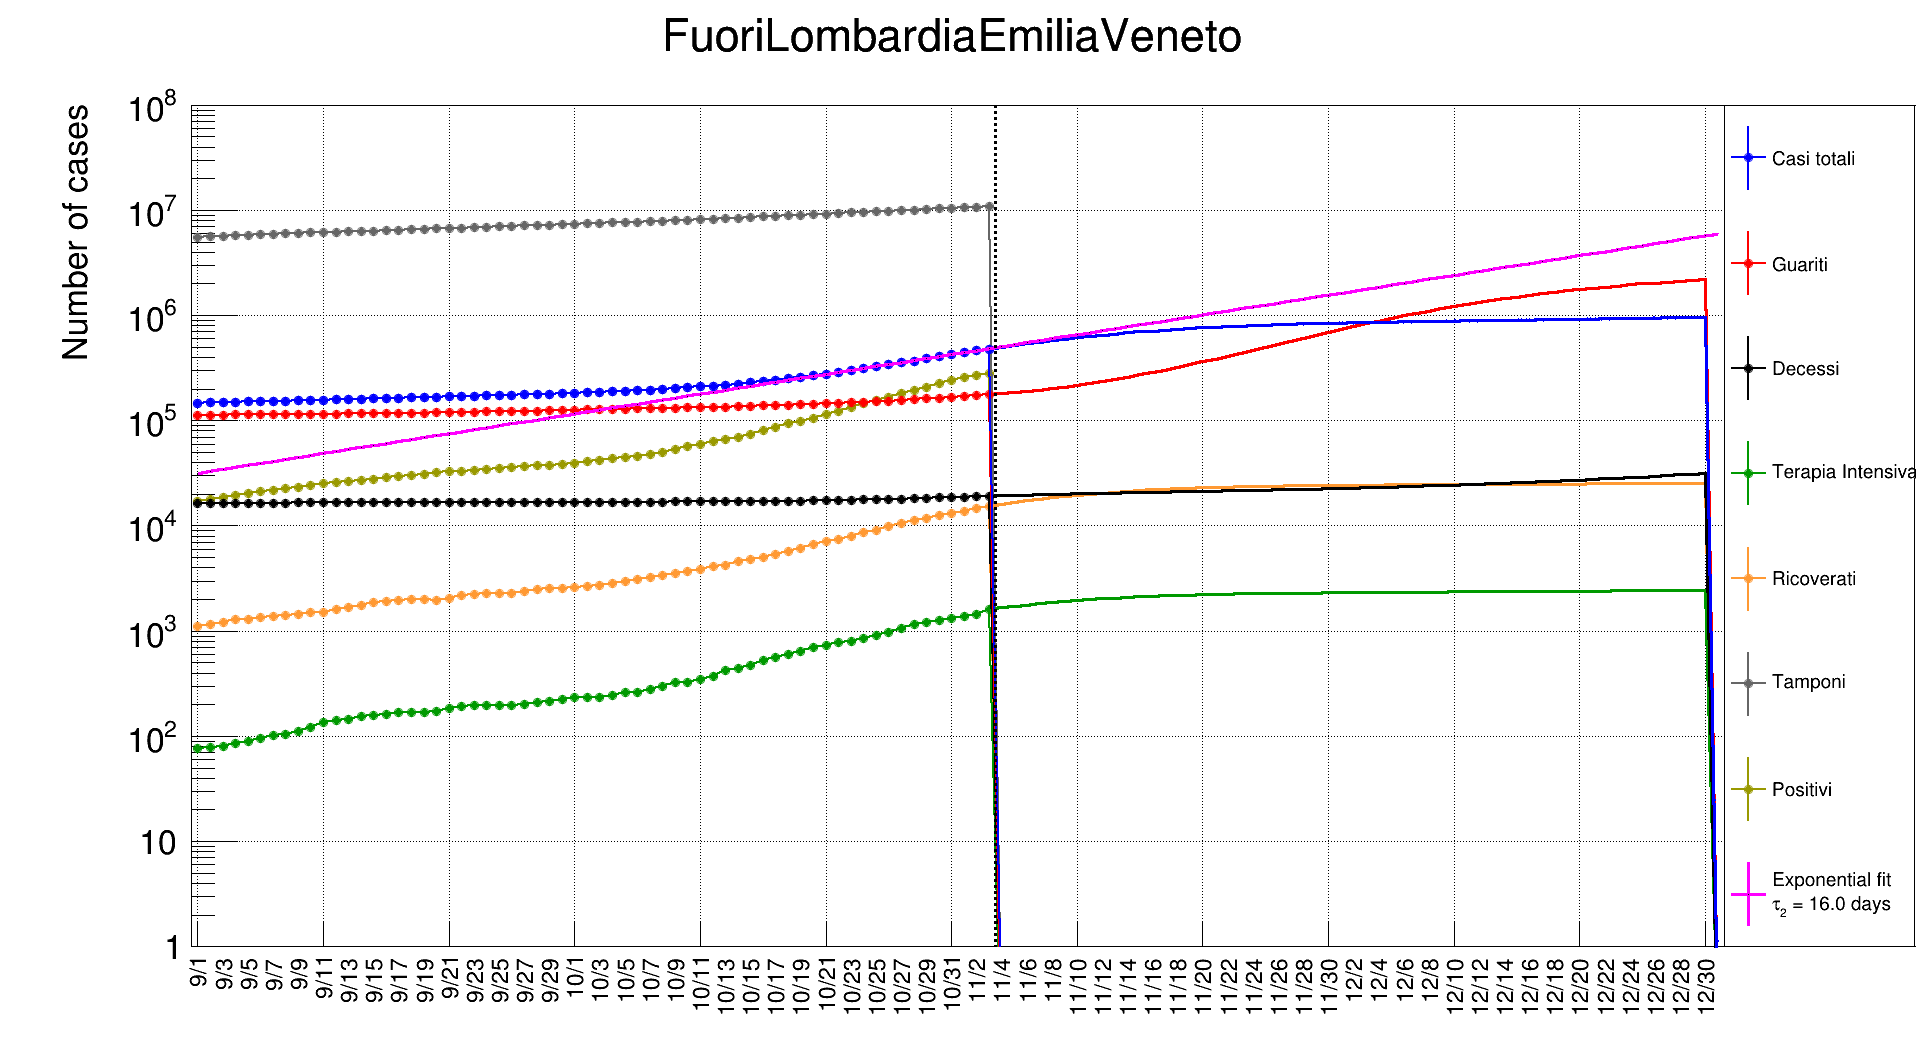 FuoriLombardiaEmiliaVeneto
Number of cases
10^8
10^7
10^6
10^5
10^4
10^3
10^2
10
1
9/1 9/3 9/5 9/7 9/9 9/11 9/13 9/15 9/17 9/19 9/21 9/23 9/25 9/27 9/29 10/1 10/3 10/5 10/7 10/9 10/11 10/13 10/15 10/17 10/19 10/21 10/23 10/25 10/27 10/29 10/31 11/2 11/4 11/6 11/8 11/10 11/12 11/14 11/16 11/18 11/20 11/22 11/24 11/26 11/28 11/30 12/2 12/4 12/6 12/8 12/10 12/12 12/14 12/16 12/18 12/20 12/22 12/24 12/26 12/28 12/30
Casi totali
Guariti
Decessi
Terapia Intensiva
Ricoverati
Tamponi
Positivi
Exponential fit
τ₂ = 16.0 days